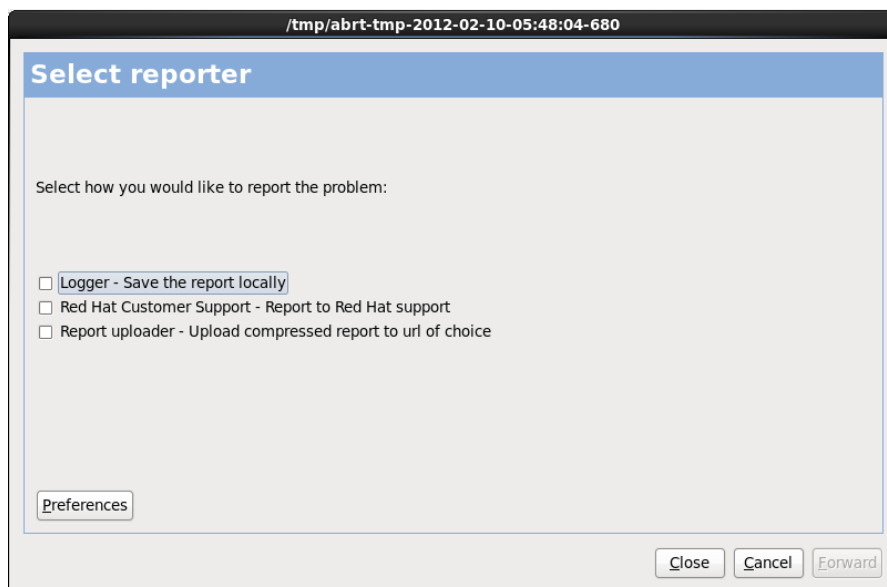 /tmp/abrt-tmp-2012-02-10-05:48:04-680
Select reporter
Select how you would like to report the problem:
Logger - Save the report locally
Red Hat Customer Support - Report to Red Hat support
Report uploader - Upload compressed report to url of choice
Preferences
Close Cancel Forward